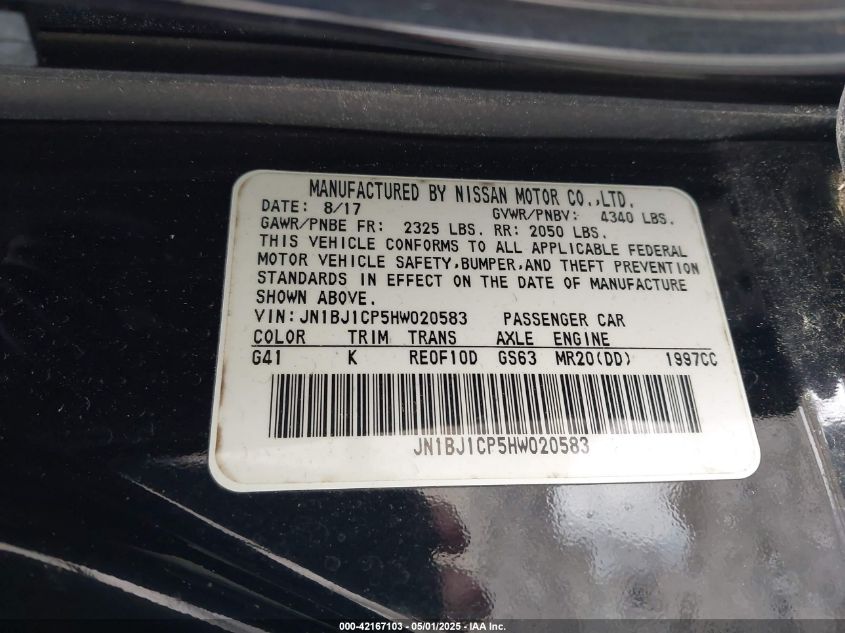 MANUFACTURED BY NISSAN MOTOR CO.,LTD.
DATE: 8/17 GVWR/PNBV: 4340 LBS.
GAWR/PNBE FR: 2325 LBS. RR: 2050 LBS.
THIS VEHICLE CONFORMS TO ALL APPLICABLE FEDERAL
MOTOR VEHICLE SAFETY,BUMPER,AND THEFT PREVENTION
STANDARDS IN EFFECT ON THE DATE OF MANUFACTURE
SHOWN ABOVE.
VIN: JN1BJ1CP5HW020583 PASSENGER CAR
COLOR TRIM TRANS AXLE ENGINE
G41 K RE0F10D GS63 MR20(DD) 1997CC
JN1BJ1CP5HW020583
000-42167103 - 05/01/2025 - IAA Inc.